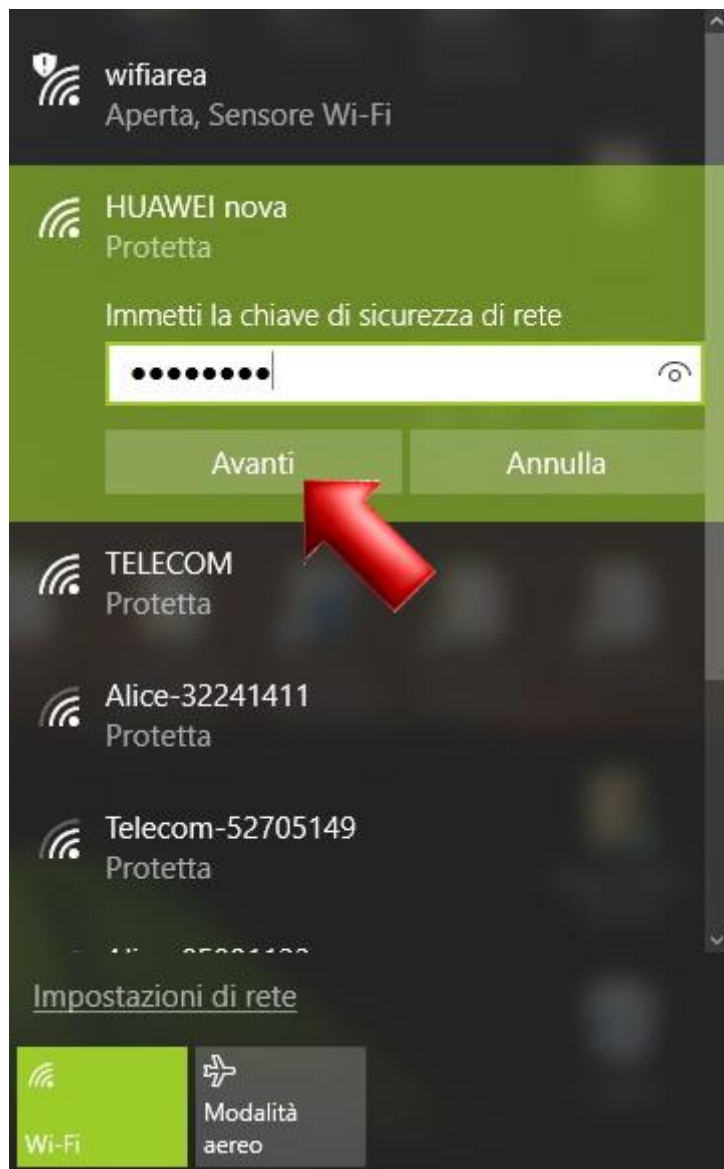 wifiarea
Aperta, Sensore Wi-Fi
HUAWEI nova
Protetta
Immetti la chiave di sicurezza di rete
Avanti
Annulla
TELECOM
Protetta
Alice-32241411
Protetta
Telecom-52705149
Protetta
Impostazioni di rete
Wi-Fi
Modalità
aereo